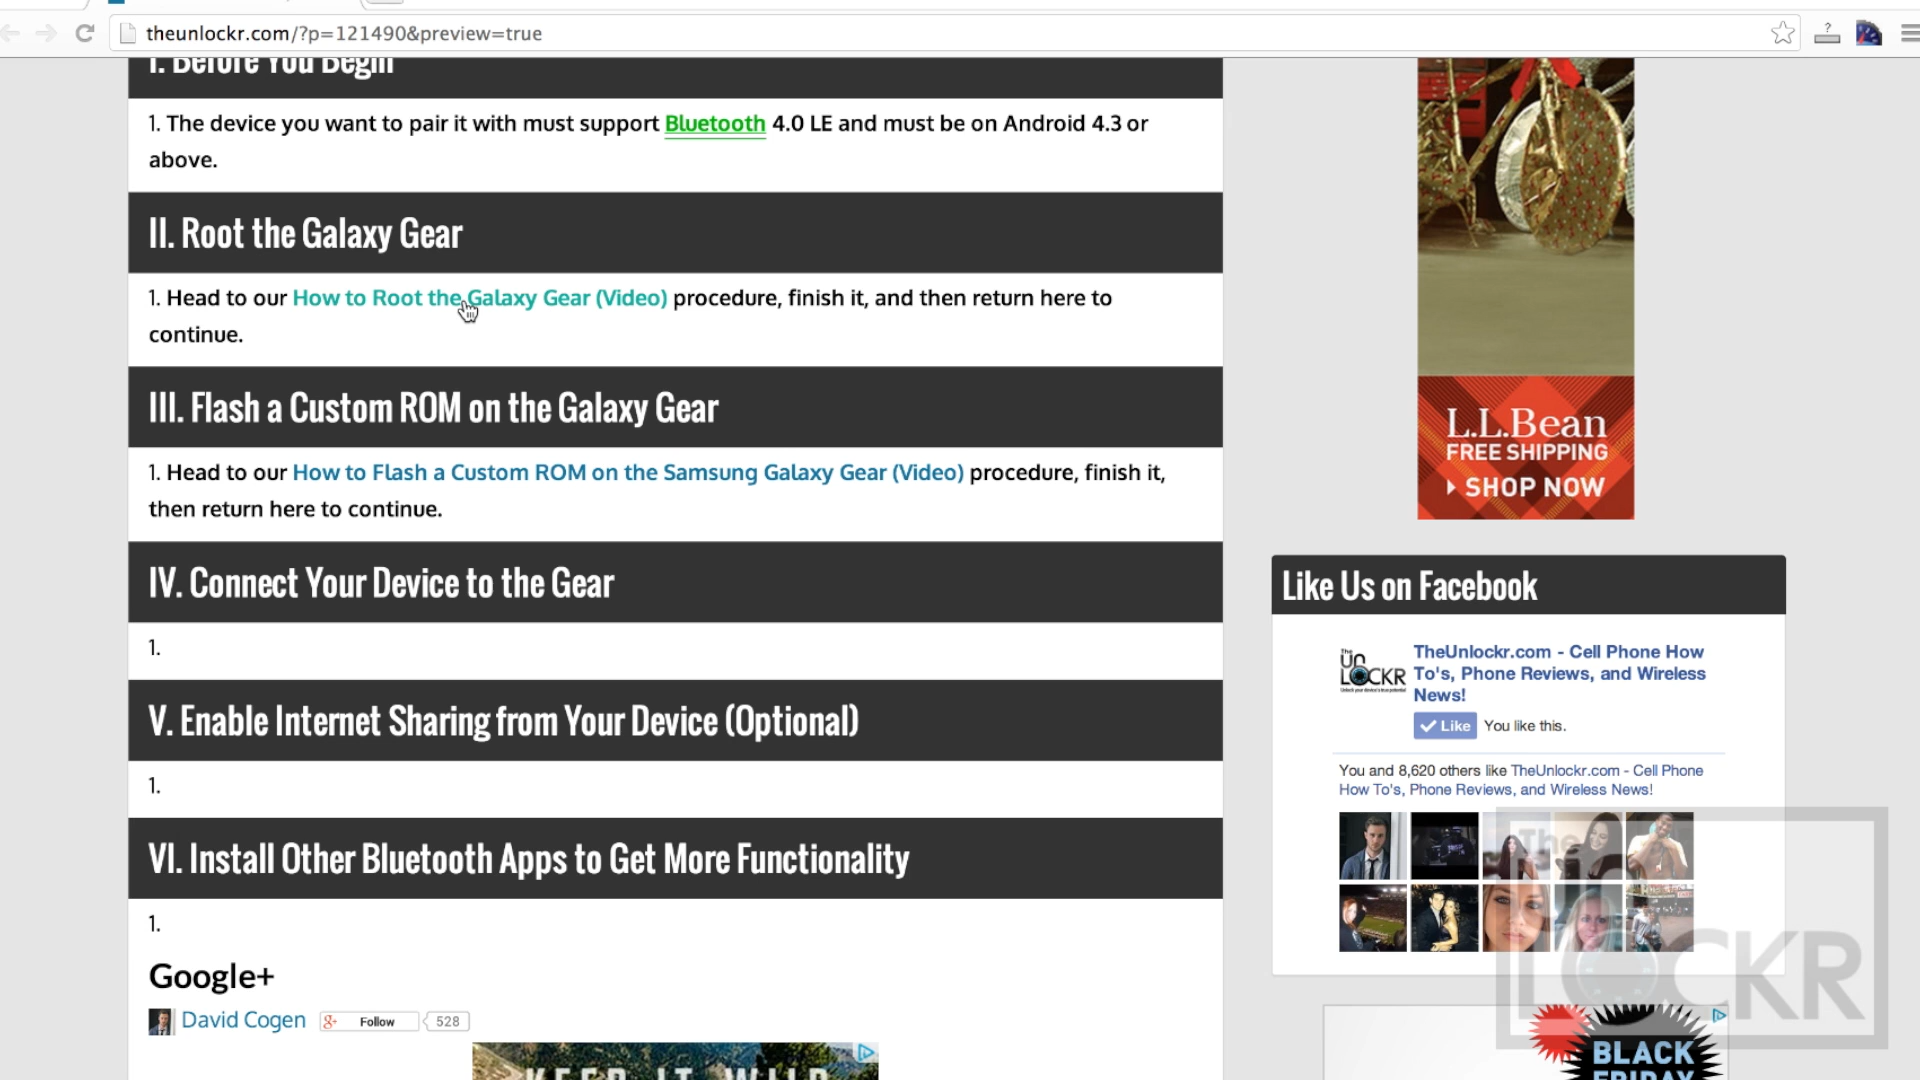 theunlockr.com/?p=121490&preview=true
I. Before You Begin
1. The device you want to pair it with must support Bluetooth 4.0 LE and must be on Android 4.3 or
above.
II. Root the Galaxy Gear
1. Head to our How to Root the Galaxy Gear (Video) procedure, finish it, and then return here to
continue.
III. Flash a Custom ROM on the Galaxy Gear
1. Head to our How to Flash a Custom ROM on the Samsung Galaxy Gear (Video) procedure, finish it,
then return here to continue.
IV. Connect Your Device to the Gear
1.
V. Enable Internet Sharing from Your Device (Optional)
1.
VI. Install Other Bluetooth Apps to Get More Functionality
1.
Google+
David Cogen
g+ Follow
528
KEEP IT WILD
L.L.Bean
FREE SHIPPING
SHOP NOW
Like Us on Facebook
The
UN
LOCKR
TheUnlockr.com - Cell Phone How
To's, Phone Reviews, and Wireless
News!
Like You like this.
You and 8,620 others like TheUnlockr.com - Cell Phone
How To's, Phone Reviews, and Wireless News!
The
UN
LOCKR
BLACK
FRIDAY